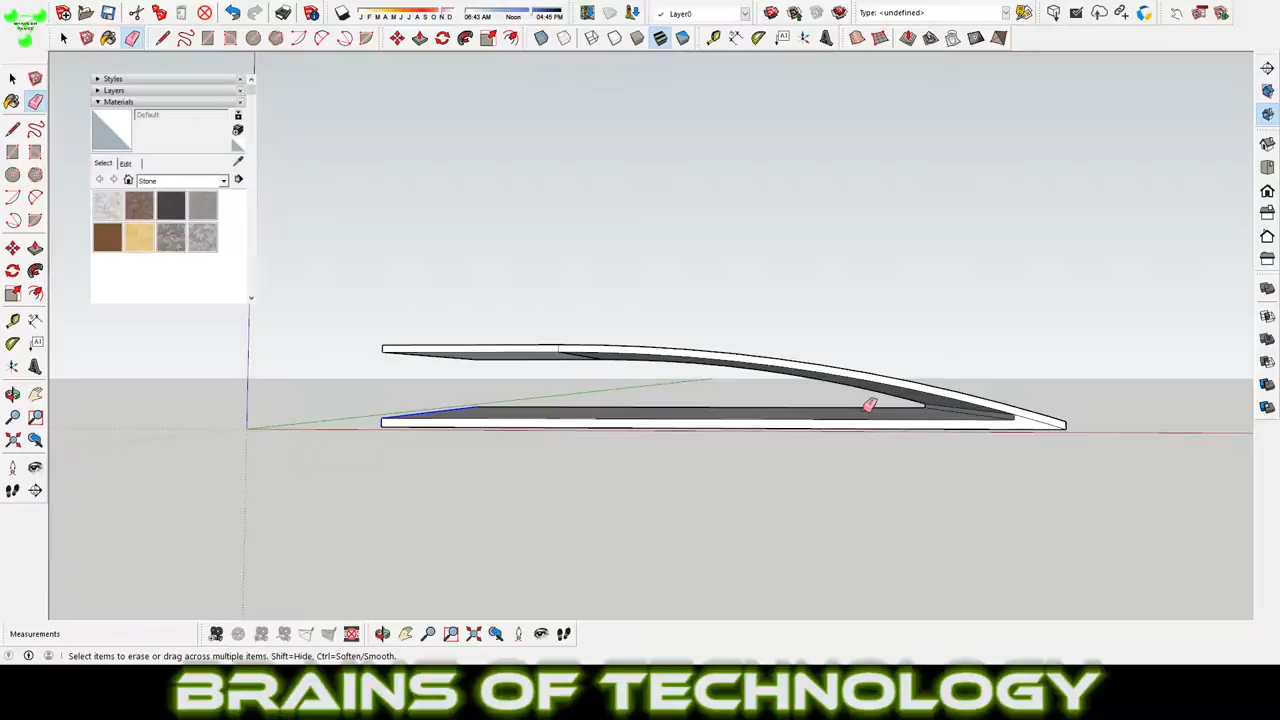 J F M A M J J A S O N D
06:43 AM Noon 04:45 PM
Layer0
Type: <undefined>
Styles
Layers
Materials
Default
Select Edit
Stone
Measurements
Select items to erase or drag across multiple items. Shift=Hide, Ctrl=Soften/Smooth.
BRAINS OF TECHNOLOGY